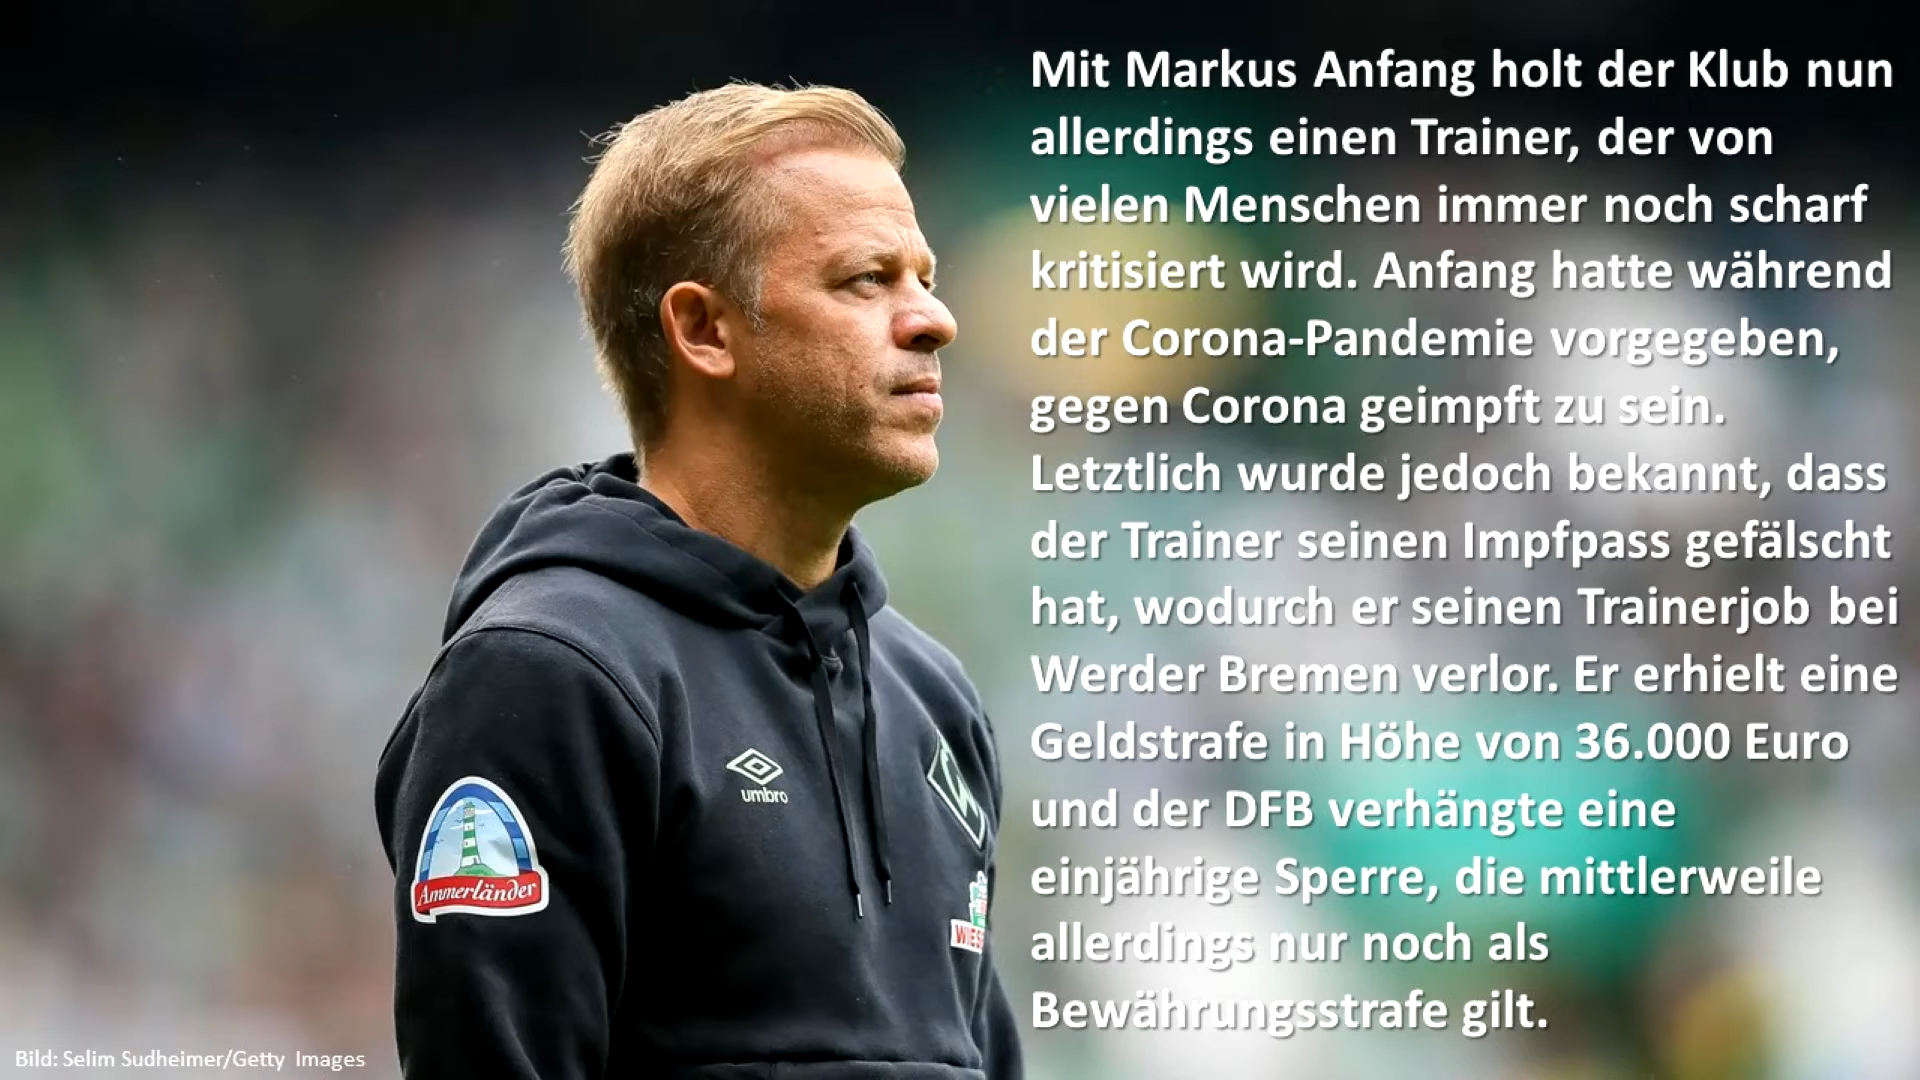 Mit Markus Anfang holt der Klub nun
allerdings einen Trainer, der von
vielen Menschen immer noch scharf
kritisiert wird. Anfang hatte während
der Corona-Pandemie vorgegeben,
gegen Corona geimpft zu sein.
Letztlich wurde jedoch bekannt, dass
der Trainer seinen Impfpass gefälscht
hat, wodurch er seinen Trainerjob bei
Werder Bremen verlor. Er erhielt eine
Geldstrafe in Höhe von 36.000 Euro
und der DFB verhängte eine
einjährige Sperre, die mittlerweile
allerdings nur noch als
Bewährungsstrafe gilt.
umbro
Ammerländer
WIES
Bild: Selim Sudheimer/Getty Images